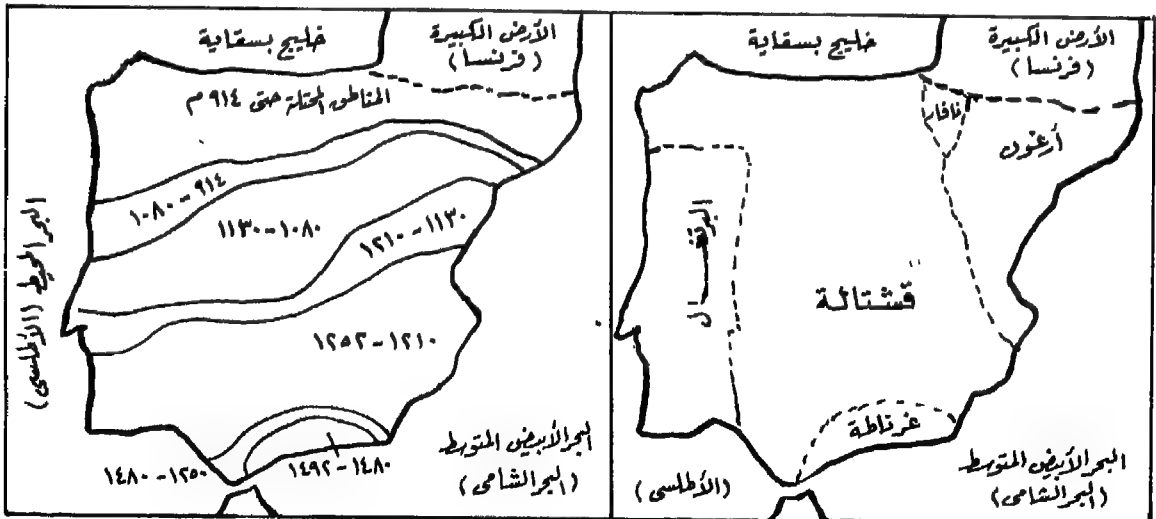 خليج بسقاية
الأرض الكبيرة
(فرنسا)
نافار
أرغون
البرتقـــال
قشتالة
غرناطة
البحر الأبيض المتوسط
(البحر الشامي)
(الأطلسي)
خليج بسقاية
الأرض الكبيرة
(فرنسا)
المناطق المحتلة حتى ٩١٤ م
٩١٤-١٠٨٠
١٠٨٠-١١٣٠
١١٣٠-١٢١٠
١٢١٠-١٢٥٢
١٢٥٠-١٤٨٠
١٤٨٠-١٤٩٢
البحر المحيط (الأطلسي)
البحر الأبيض المتوسط
(البحر الشامي)